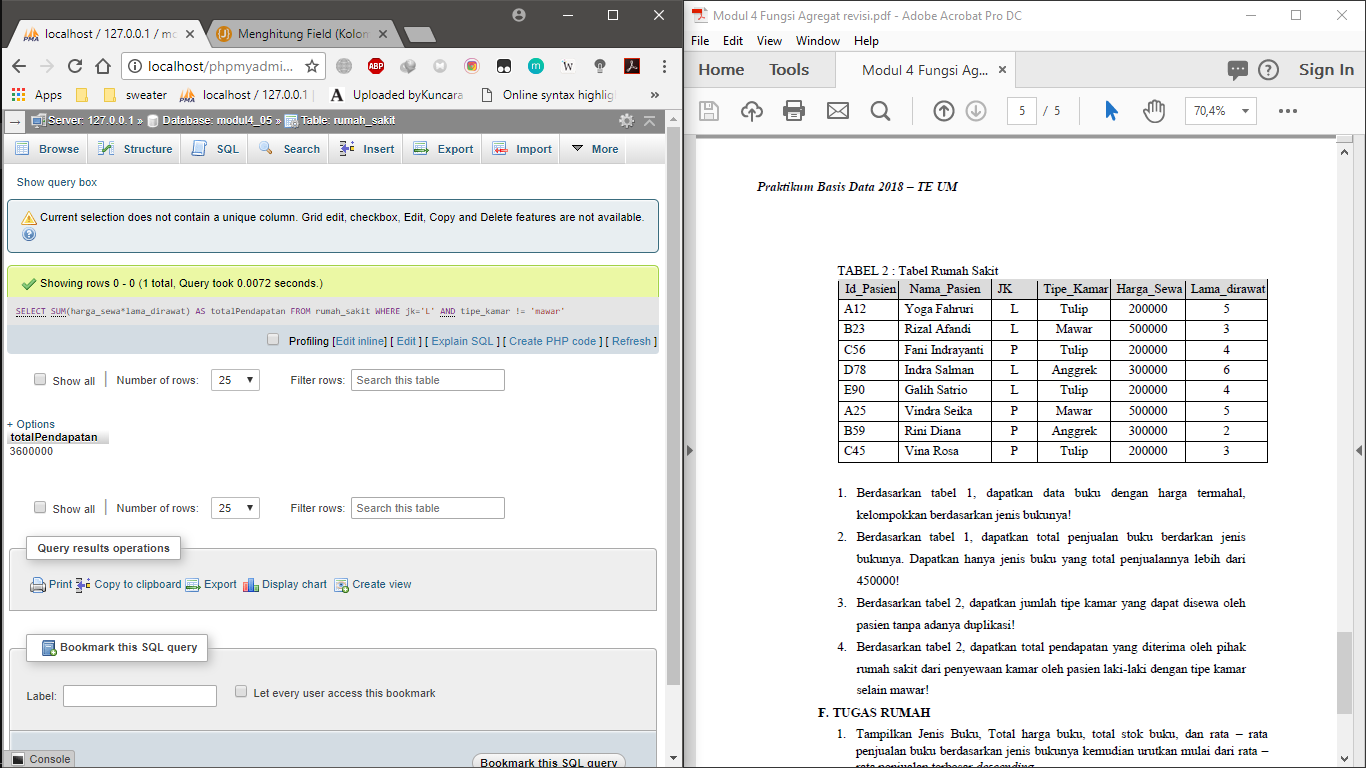 localhost / 127.0.0.1 / mo
Menghitung Field (Kolom
localhost/phpmyadmi...
Apps
sweater
localhost / 127.0.0.1
Uploaded byKuncara
Online syntax highlig
»
Server: 127.0.0.1 » Database: modul4_05 » Table: rumah_sakit
Browse Structure SQL Search Insert Export Import More
Show query box
Current selection does not contain a unique column. Grid edit, checkbox, Edit, Copy and Delete features are not available.
Showing rows 0 - 0 (1 total, Query took 0.0072 seconds.)
SELECT SUM(harga_sewa*lama_dirawat) AS totalPendapatan FROM rumah_sakit WHERE jk='L' AND tipe_kamar != 'mawar'
Profiling [Edit inline] [ Edit ] [ Explain SQL ] [ Create PHP code ] [ Refresh ]
Show all Number of rows: 25 Filter rows: Search this table
+ Options
totalPendapatan
3600000
Show all Number of rows: 25 Filter rows: Search this table
Query results operations
Print Copy to clipboard Export Display chart Create view
Bookmark this SQL query
Label: Let every user access this bookmark
Bookmark this SQL query
Console
Modul 4 Fungsi Agregat revisi.pdf - Adobe Acrobat Pro DC
File Edit View Window Help
Home Tools Modul 4 Fungsi Ag... Sign In
5 / 5 70,4%
Praktikum Basis Data 2018 – TE UM
TABEL 2 : Tabel Rumah Sakit
Id_Pasien Nama_Pasien JK Tipe_Kamar Harga_Sewa Lama_dirawat
A12 Yoga Fahruri L Tulip 200000 5
B23 Rizal Afandi L Mawar 500000 3
C56 Fani Indrayanti P Tulip 200000 4
D78 Indra Salman L Anggrek 300000 6
E90 Galih Satrio L Tulip 200000 4
A25 Vindra Seika P Mawar 500000 5
B59 Rini Diana P Anggrek 300000 2
C45 Vina Rosa P Tulip 200000 3
1. Berdasarkan tabel 1, dapatkan data buku dengan harga termahal,
kelompokkan berdasarkan jenis bukunya!
2. Berdasarkan tabel 1, dapatkan total penjualan buku berdarkan jenis
bukunya. Dapatkan hanya jenis buku yang total penjualannya lebih dari
450000!
3. Berdasarkan tabel 2, dapatkan jumlah tipe kamar yang dapat disewa oleh
pasien tanpa adanya duplikasi!
4. Berdasarkan tabel 2, dapatkan total pendapatan yang diterima oleh pihak
rumah sakit dari penyewaan kamar oleh pasien laki-laki dengan tipe kamar
selain mawar!
F. TUGAS RUMAH
1. Tampilkan Jenis Buku, Total harga buku, total stok buku, dan rata – rata
penjualan buku berdasarkan jenis bukunya kemudian urutkan mulai dari rata –
rata penjualan terbesar descending